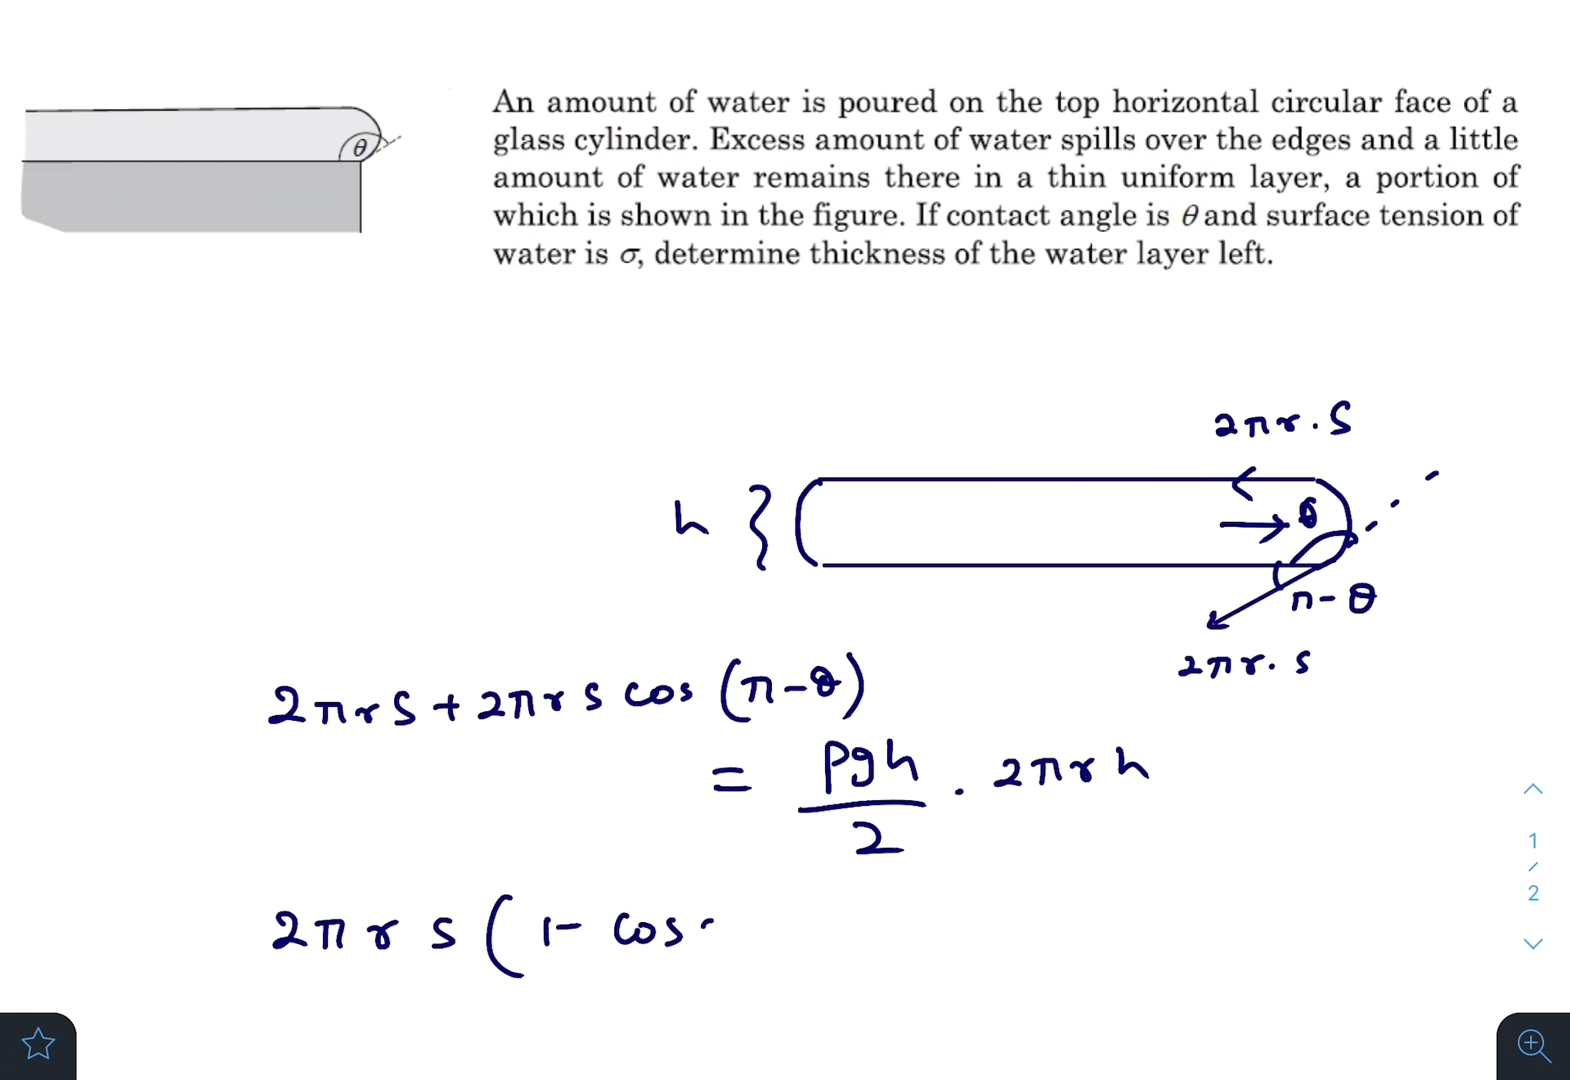 An amount of water is poured on the top horizontal circular face of a
glass cylinder. Excess amount of water spills over the edges and a little
amount of water remains there in a thin uniform layer, a portion of
which is shown in the figure. If contact angle is θ and surface tension of
water is σ, determine thickness of the water layer left.
θ
2πr.S
h {
θ
π-θ
2πr.s
2πrS + 2πrs cos (π-θ)
= ρgh/2 . 2πrh
2πrs (1- cos
1
/
2